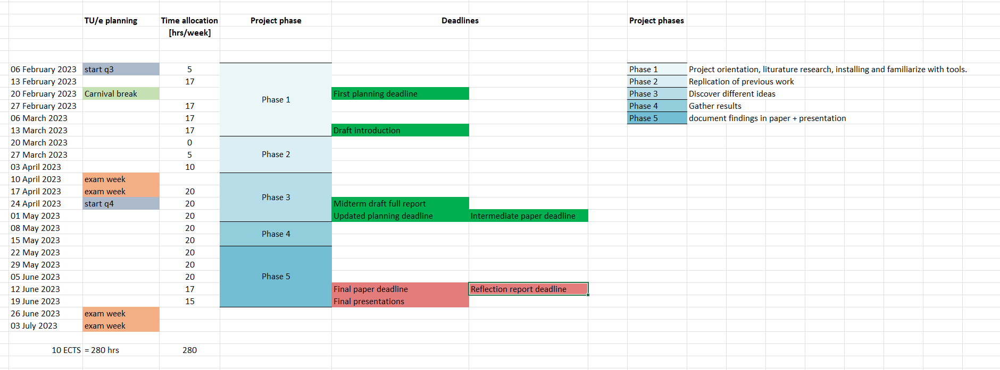 TU/e planning Time allocation Project phase Deadlines Project phases
[hrs/week]
06 February 2023 start q3 5 Phase 1 Project orientation, liturature research, installing and familiarize with tools.
13 February 2023 17 Phase 2 Replication of previous work
20 February 2023 Carnival break First planning deadline Phase 3 Discover different ideas
Phase 1
27 February 2023 17 Phase 4 Gather results
06 March 2023 17 Phase 5 document findings in paper + presentation
13 March 2023 17 Draft introduction
20 March 2023 0
27 March 2023 5 Phase 2
03 April 2023 10
10 April 2023 exam week
17 April 2023 exam week 20
Phase 3
24 April 2023 start q4 20 Midterm draft full report
01 May 2023 20 Updated planning deadline Intermediate paper deadline
08 May 2023 20
Phase 4
15 May 2023 20
22 May 2023 20
29 May 2023 20
05 June 2023 20 Phase 5
12 June 2023 17 Final paper deadline Reflection report deadline
19 June 2023 15 Final presentations
26 June 2023 exam week
03 July 2023 exam week
10 ECTS = 280 hrs 280